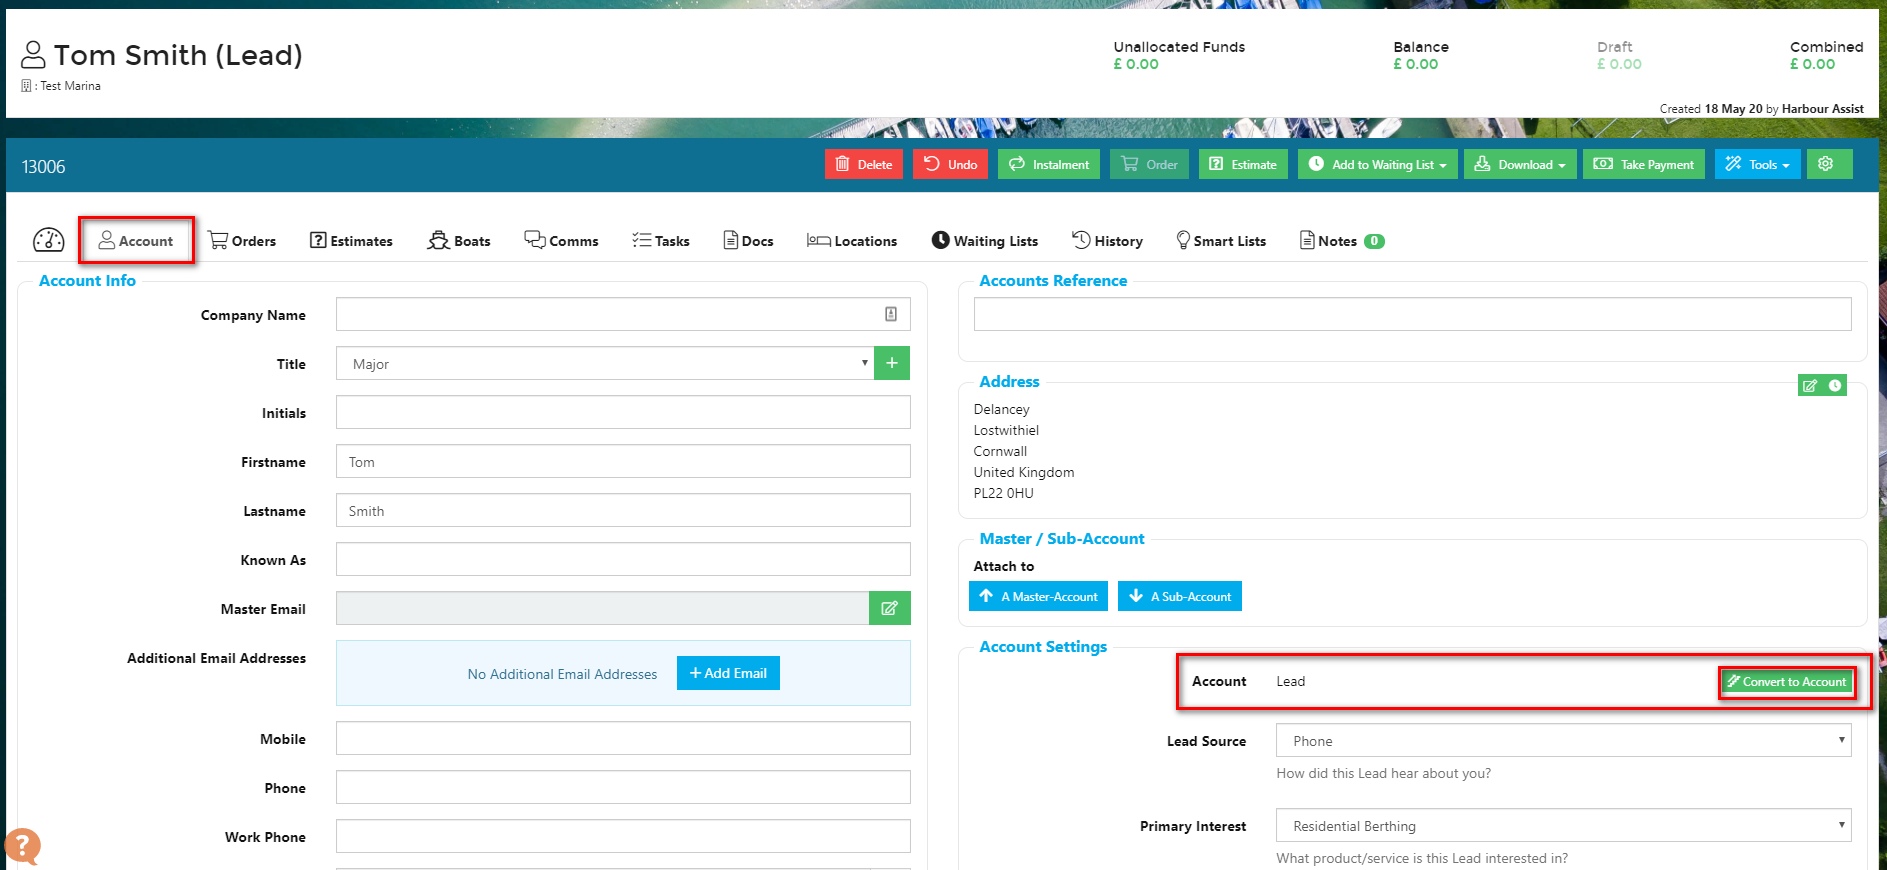 Tom Smith (Lead)
: Test Marina
Unallocated Funds
£ 0.00
Balance
£ 0.00
Draft
£ 0.00
Combined
£ 0.00
Created 18 May 20 by Harbour Assist
13006
Delete
Undo
Instalment
Order
Estimate
Add to Waiting List
Download
Take Payment
Tools
Account
Orders
Estimates
Boats
Comms
Tasks
Docs
Locations
Waiting Lists
History
Smart Lists
Notes 0
Account Info
Company Name
Title Major +
Initials
Firstname Tom
Lastname Smith
Known As
Master Email
Additional Email Addresses No Additional Email Addresses + Add Email
Mobile
Phone
Work Phone
Accounts Reference
Address
Delancey
Lostwithiel
Cornwall
United Kingdom
PL22 0HU
Master / Sub-Account
Attach to
A Master-Account
A Sub-Account
Account Settings
Account Lead Convert to Account
Lead Source Phone
How did this Lead hear about you?
Primary Interest Residential Berthing
What product/service is this Lead interested in?
?